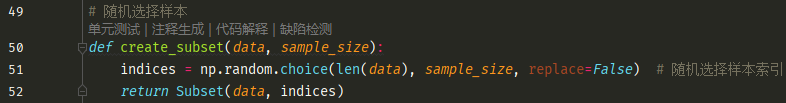 49 # 随机选择样本
单元测试 | 注释生成 | 代码解释 | 缺陷检测
50 def create_subset(data, sample_size):
51 indices = np.random.choice(len(data), sample_size, replace=False) # 随机选择样本索引
52 return Subset(data, indices)